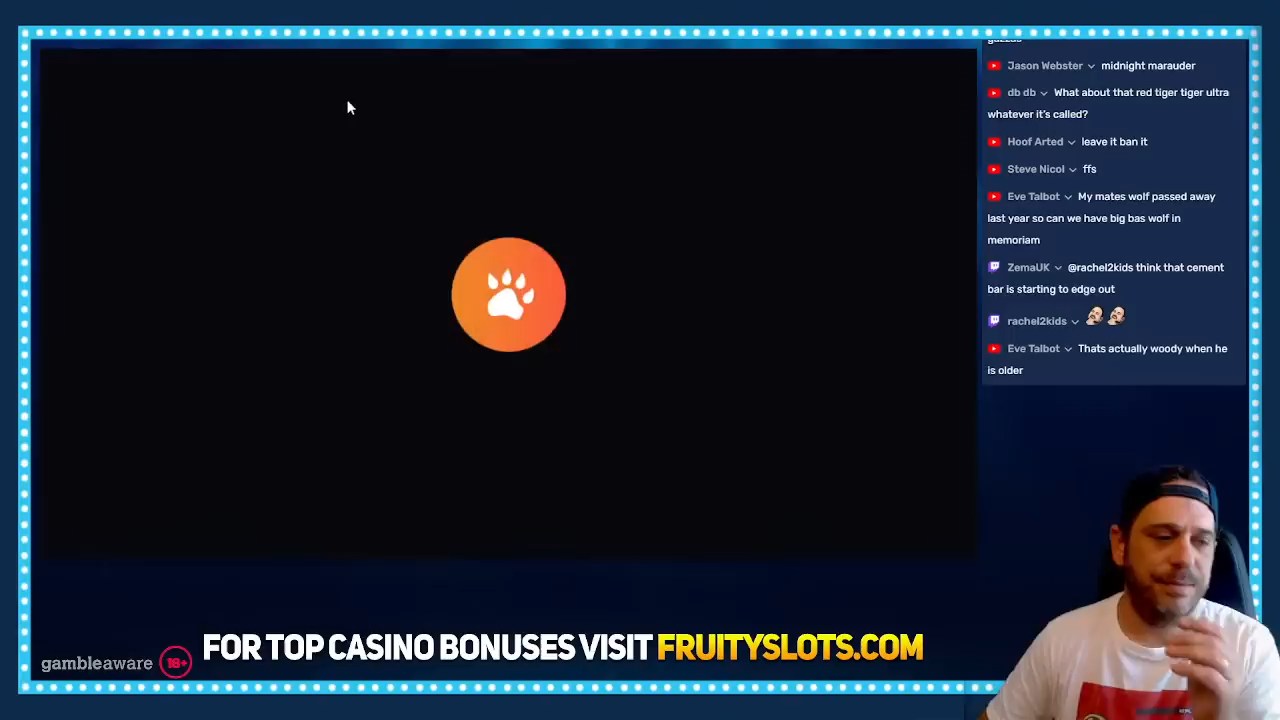 Jason Webster midnight marauder
db db What about that red tiger tiger ultra
whatever it's called?
Hoof Arted leave it ban it
Steve Nicol ffs
Eve Talbot My mates wolf passed away
last year so can we have big bas wolf in
memoriam
ZemaUK @rachel2kids think that cement
bar is starting to edge out
rachel2kids
Eve Talbot Thats actually woody when he
is older
FOR TOP CASINO BONUSES VISIT FRUITYSLOTS.COM
gambleaware 18+